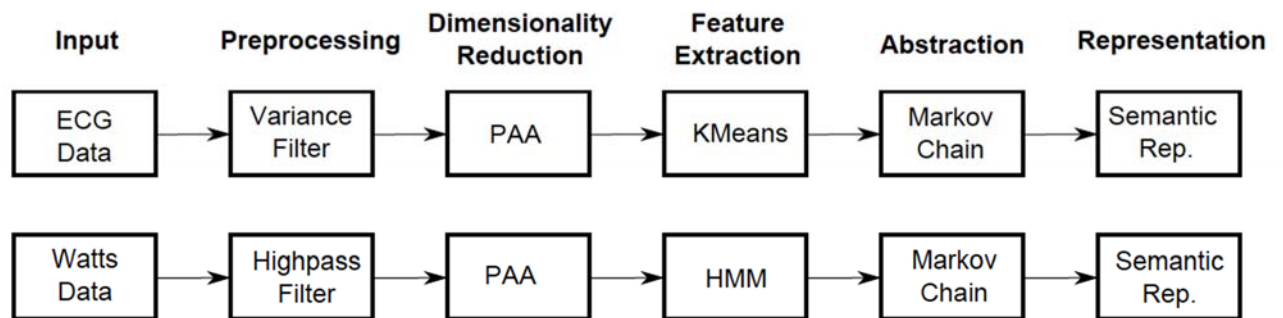 Input
Preprocessing
Dimensionality
Reduction
Feature
Extraction
Abstraction
Representation
ECG
Data
Variance
Filter
PAA
KMeans
Markov
Chain
Semantic
Rep.
Watts
Data
Highpass
Filter
PAA
HMM
Markov
Chain
Semantic
Rep.